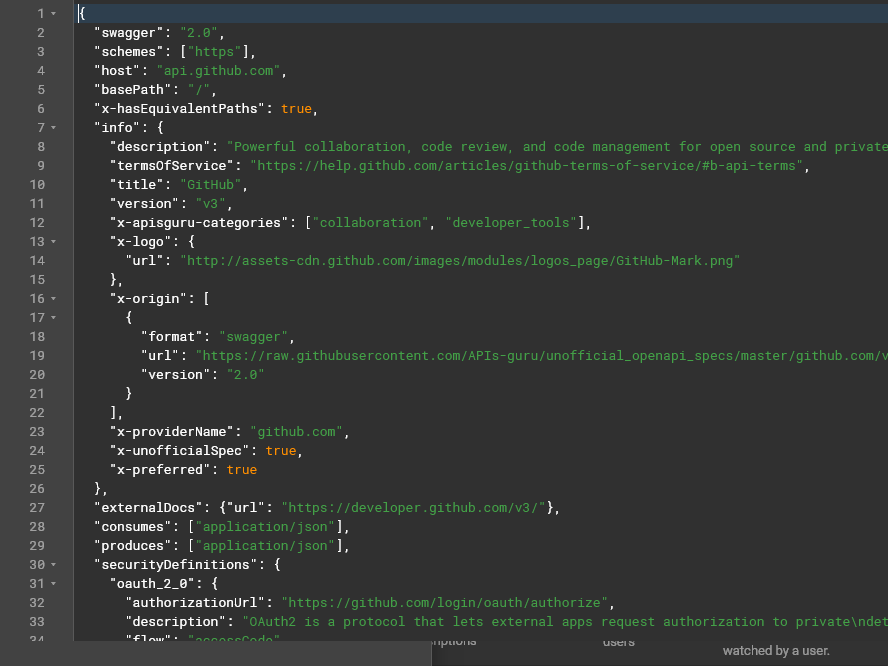 1 {
2 "swagger": "2.0",
3 "schemes": ["https"],
4 "host": "api.github.com",
5 "basePath": "/",
6 "x-hasEquivalentPaths": true,
7 "info": {
8 "description": "Powerful collaboration, code review, and code management for open source and private
9 "termsOfService": "https://help.github.com/articles/github-terms-of-service/#b-api-terms",
10 "title": "GitHub",
11 "version": "v3",
12 "x-apisguru-categories": ["collaboration", "developer_tools"],
13 "x-logo": {
14 "url": "http://assets-cdn.github.com/images/modules/logos_page/GitHub-Mark.png"
15 },
16 "x-origin": [
17 {
18 "format": "swagger",
19 "url": "https://raw.githubusercontent.com/APIs-guru/unofficial_openapi_specs/master/github.com/v
20 "version": "2.0"
21 }
22 ],
23 "x-providerName": "github.com",
24 "x-unofficialSpec": true,
25 "x-preferred": true
26 },
27 "externalDocs": {"url": "https://developer.github.com/v3/"},
28 "consumes": ["application/json"],
29 "produces": ["application/json"],
30 "securityDefinitions": {
31 "oauth_2_0": {
32 "authorizationUrl": "https://github.com/login/oauth/authorize",
33 "description": "OAuth2 is a protocol that lets external apps request authorization to private\ndet
34 "flow": "accessCode"
users
watched by a user.